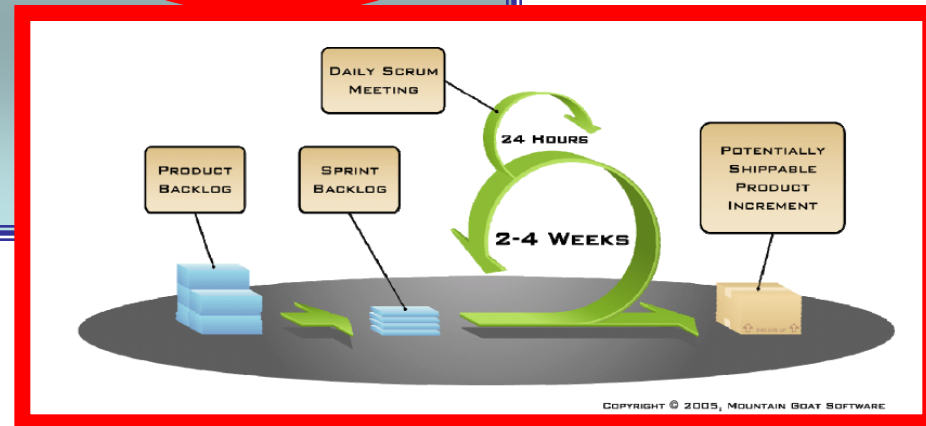 DAILY SCRUM
MEETING
24 HOURS
PRODUCT
BACKLOG
SPRINT
BACKLOG
POTENTIALLY
SHIPPABLE
PRODUCT
INCREMENT
2-4 WEEKS
COPYRIGHT © 2005, MOUNTAIN GOAT SOFTWARE